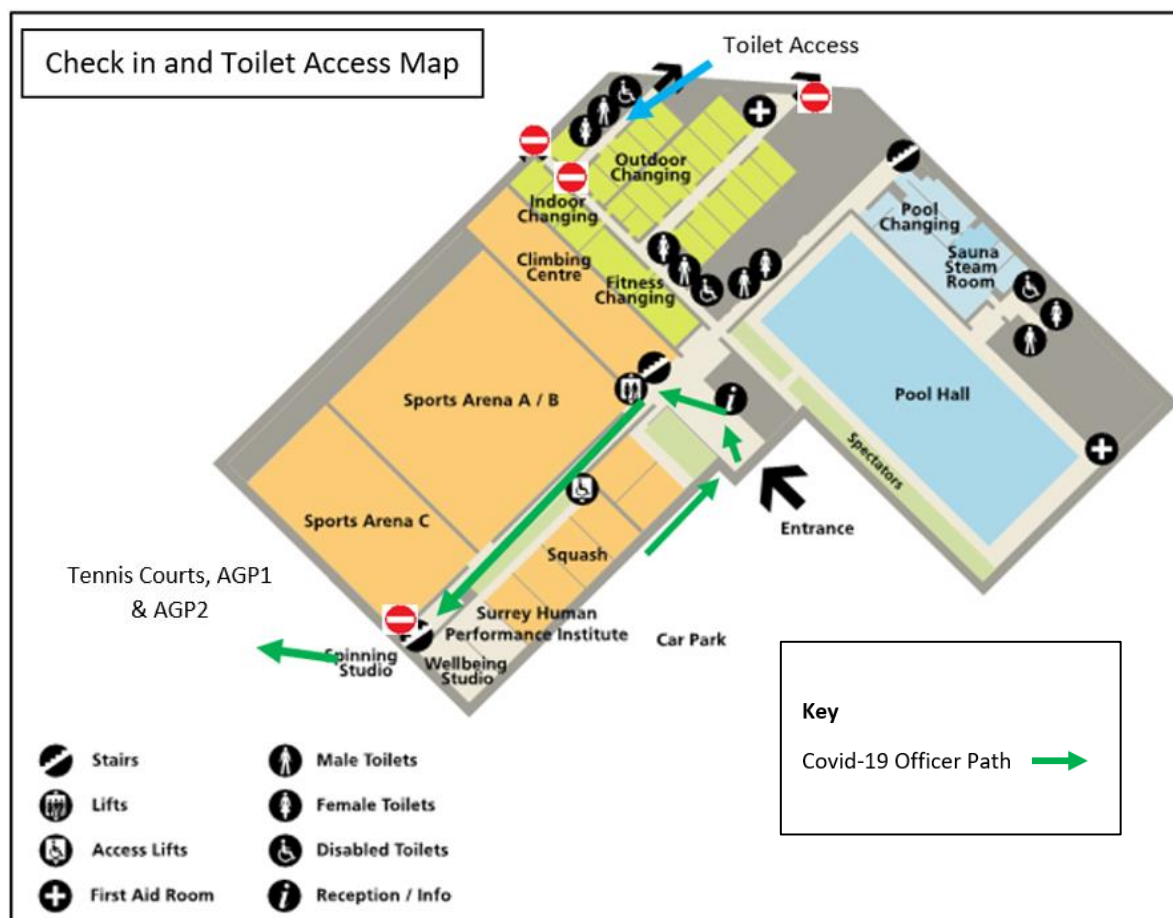 Check in and Toilet Access Map
Toilet Access
Outdoor
Changing
Indoor
Changing
Climbing
Centre
Fitness
Changing
Pool
Changing
Sauna
Steam
Room
Sports Arena A / B
Pool Hall
Spectators
Sports Arena C
Entrance
Squash
Tennis Courts, AGP1
& AGP2
Surrey Human
Performance Institute
Car Park
Spinning
Studio
Wellbeing
Studio
Key
Covid-19 Officer Path
Stairs
Lifts
Access Lifts
First Aid Room
Male Toilets
Female Toilets
Disabled Toilets
Reception / Info